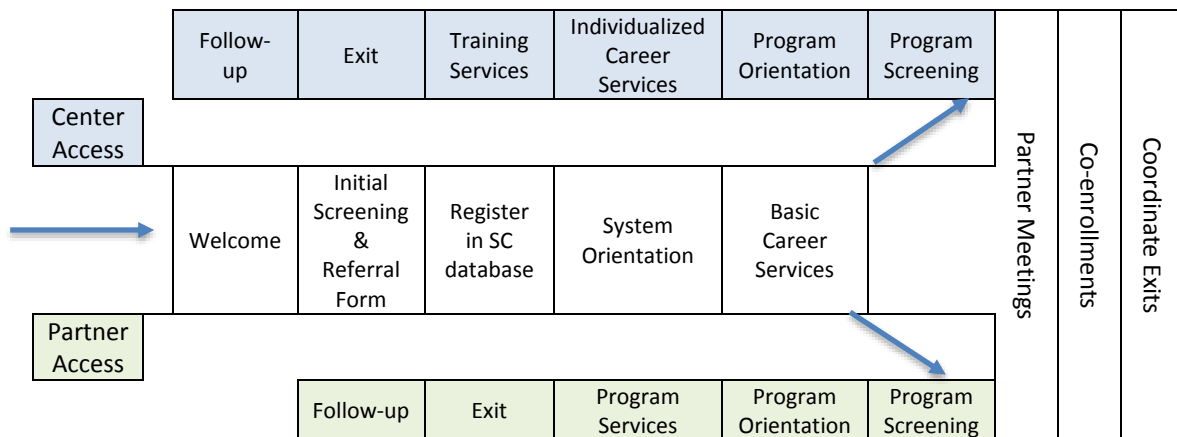 Follow-
up
Exit
Training
Services
Individualized
Career
Services
Program
Orientation
Program
Screening
Center
Access
Welcome
Initial
Screening
&
Referral
Form
Register
in SC
database
System
Orientation
Basic
Career
Services
Partner
Access
Follow-up
Exit
Program
Services
Program
Orientation
Program
Screening
Partner Meetings
Co-enrollments
Coordinate Exits